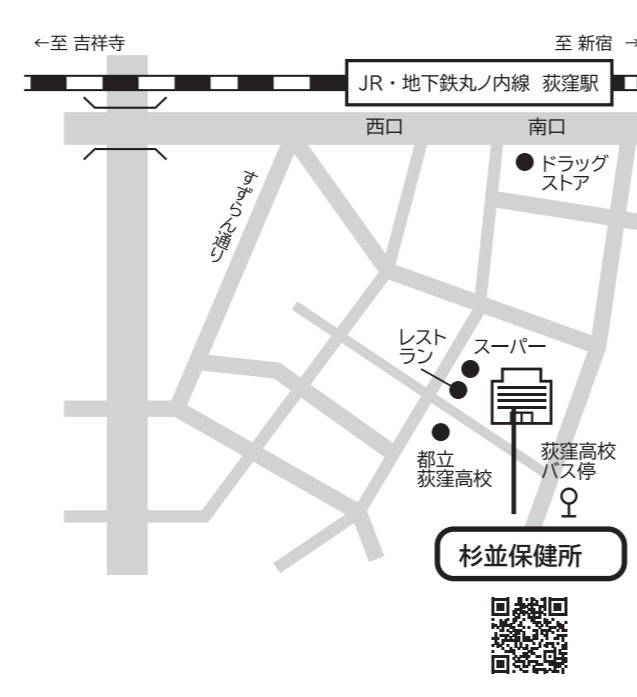 ←至 吉祥寺
至 新宿 →
JR・地下鉄丸ノ内線 荻窪駅
西口
南口
ドラッグ
ストア
すずらん通り
レスト
ラン
スーパー
都立
荻窪高校
荻窪高校
バス停
杉並保健所